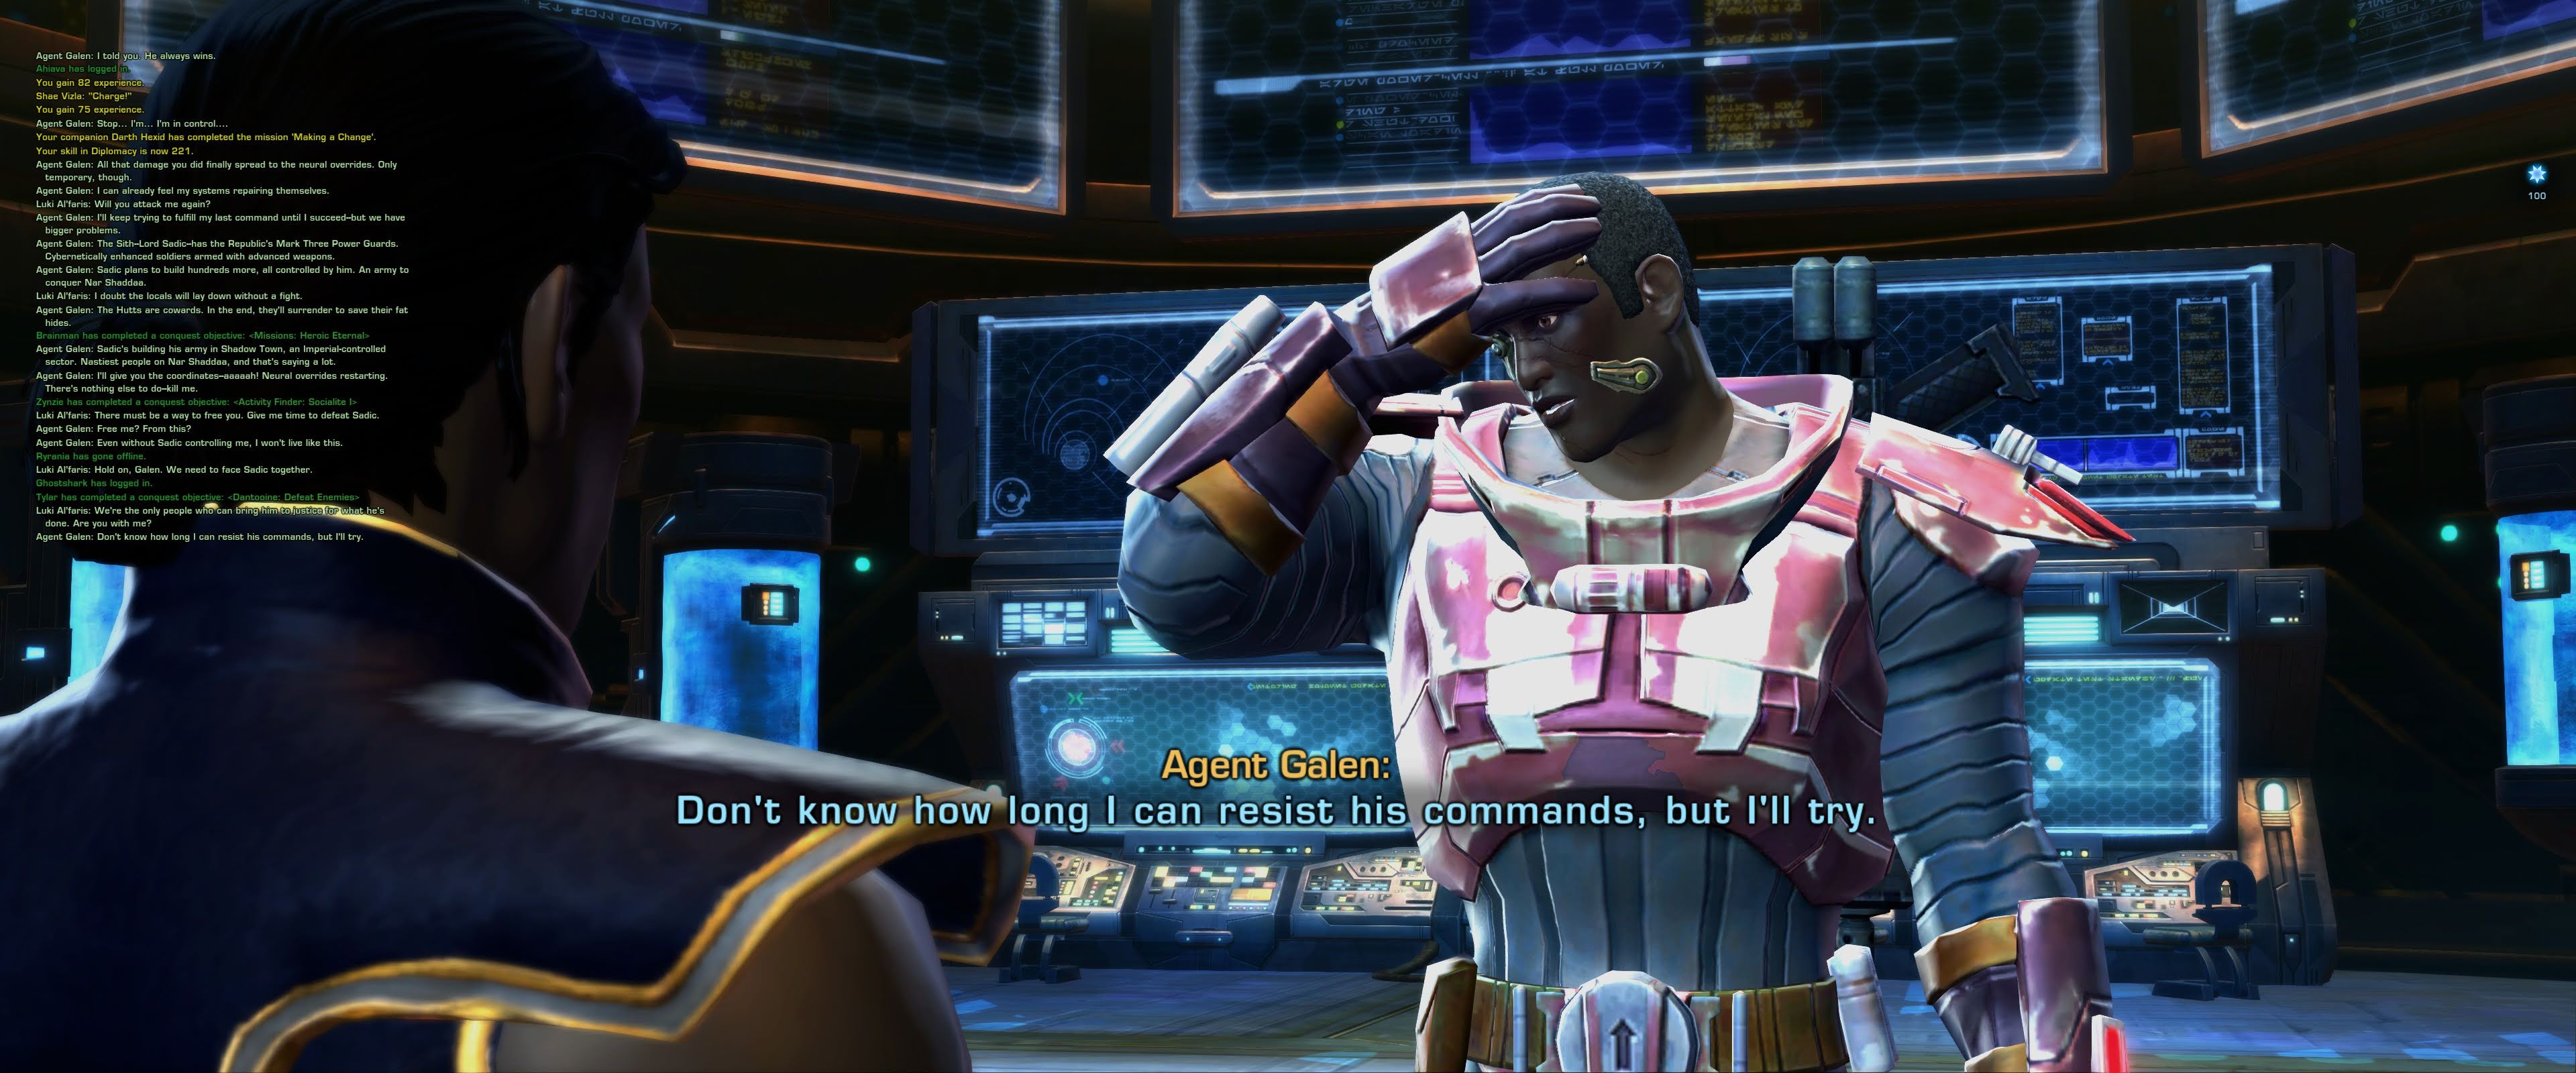 Agent Galen: I told you. He always wins.
Ahiava has logged in.
You gain 82 experience.
Shae Vizla: "Charge!"
You gain 75 experience.
Agent Galen: Stop... I'm... I'm in control....
Your companion Darth Hexid has completed the mission 'Making a Change'.
Your skill in Diplomacy is now 221.
Agent Galen: All that damage you did finally spread to the neural overrides. Only
temporary, though.
Agent Galen: I can already feel my systems repairing themselves.
Luki Al'faris: Will you attack me again?
Agent Galen: I'll keep trying to fulfill my last command until I succeed–but we have
bigger problems.
Agent Galen: The Sith–Lord Sadic–has the Republic's Mark Three Power Guards.
Cybernetically enhanced soldiers armed with advanced weapons.
Agent Galen: Sadic plans to build hundreds more, all controlled by him. An army to
conquer Nar Shaddaa.
Luki Al'faris: I doubt the locals will lay down without a fight.
Agent Galen: The Hutts are cowards. In the end, they'll surrender to save their fat
hides.
Brainman has completed a conquest objective: <Missions: Heroic Eternal>
Agent Galen: Sadic's building his army in Shadow Town, an Imperial-controlled
sector. Nastiest people on Nar Shaddaa, and that's saying a lot.
Agent Galen: I'll give you the coordinates–aaaaah! Neural overrides restarting.
There's nothing else to do–kill me.
Zynzie has completed a conquest objective: <Activity Finder: Socialite I>
Luki Al'faris: There must be a way to free you. Give me time to defeat Sadic.
Agent Galen: Free me? From this?
Agent Galen: Even without Sadic controlling me, I won't live like this.
Ryrania has gone offline.
Luki Al'faris: Hold on, Galen. We need to face Sadic together.
Ghostshark has logged in.
Tylar has completed a conquest objective: <Dantooine: Defeat Enemies>
Luki Al'faris: We're the only people who can bring him to justice for what he's
done. Are you with me?
Agent Galen: Don't know how long I can resist his commands, but I'll try.
100
Agent Galen:
Don't know how long I can resist his commands, but I'll try.